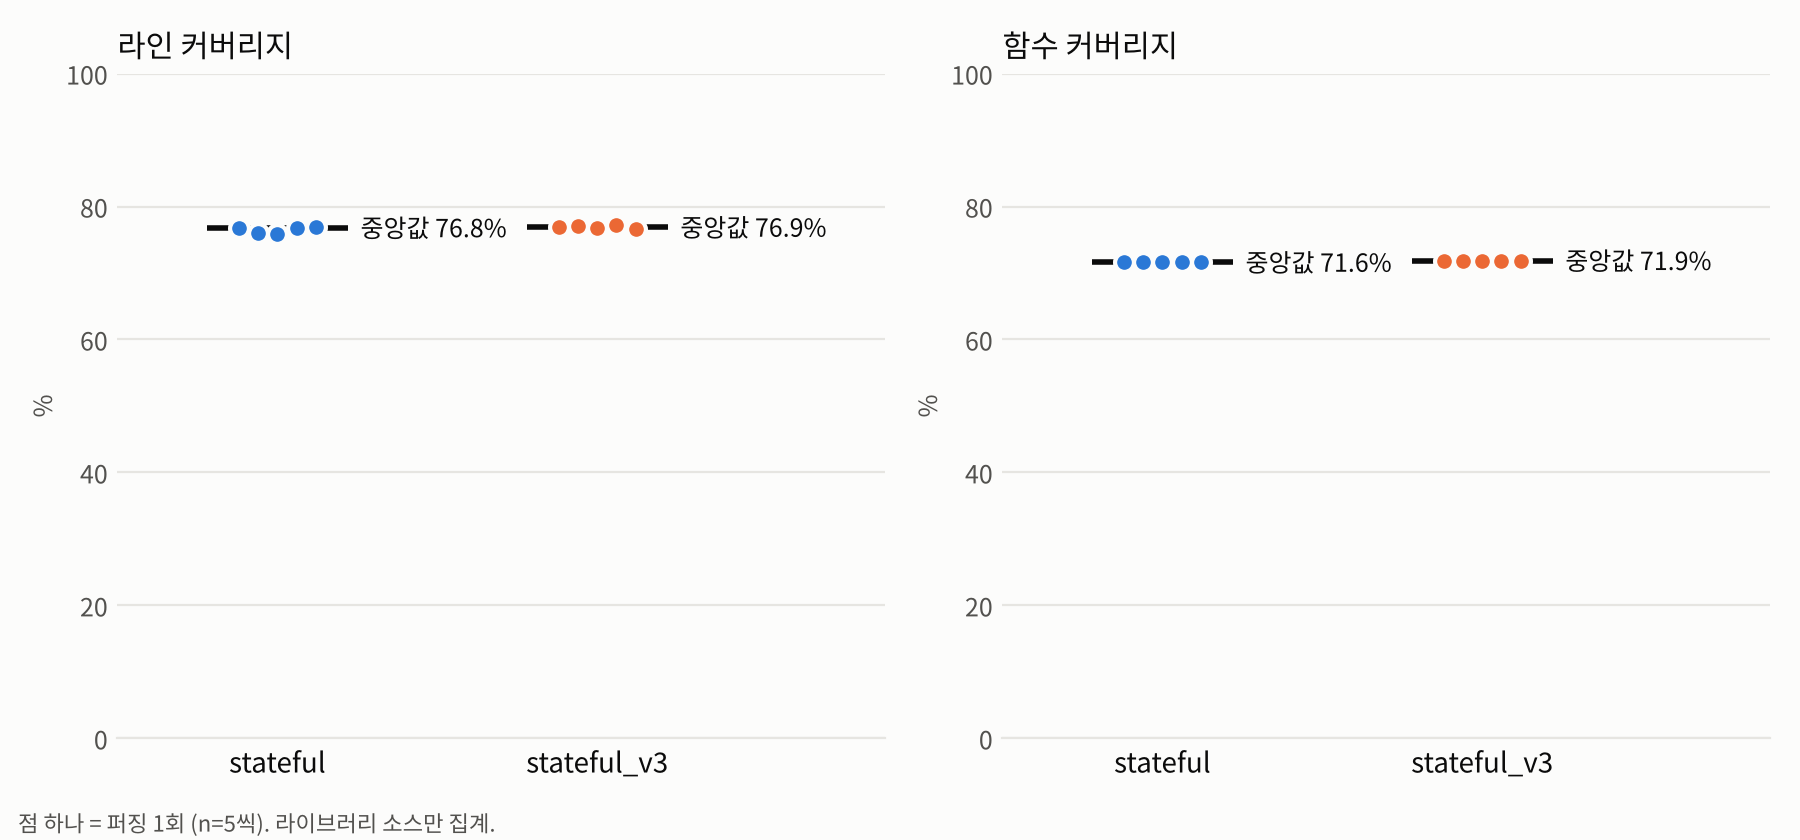 라인 커버리지
100
80
60
40
20
0
%
중앙값 76.8%
중앙값 76.9%
stateful
stateful_v3
함수 커버리지
100
80
60
40
20
0
%
중앙값 71.6%
중앙값 71.9%
stateful
stateful_v3
점 하나 = 퍼징 1회 (n=5씩). 라이브러리 소스만 집계.